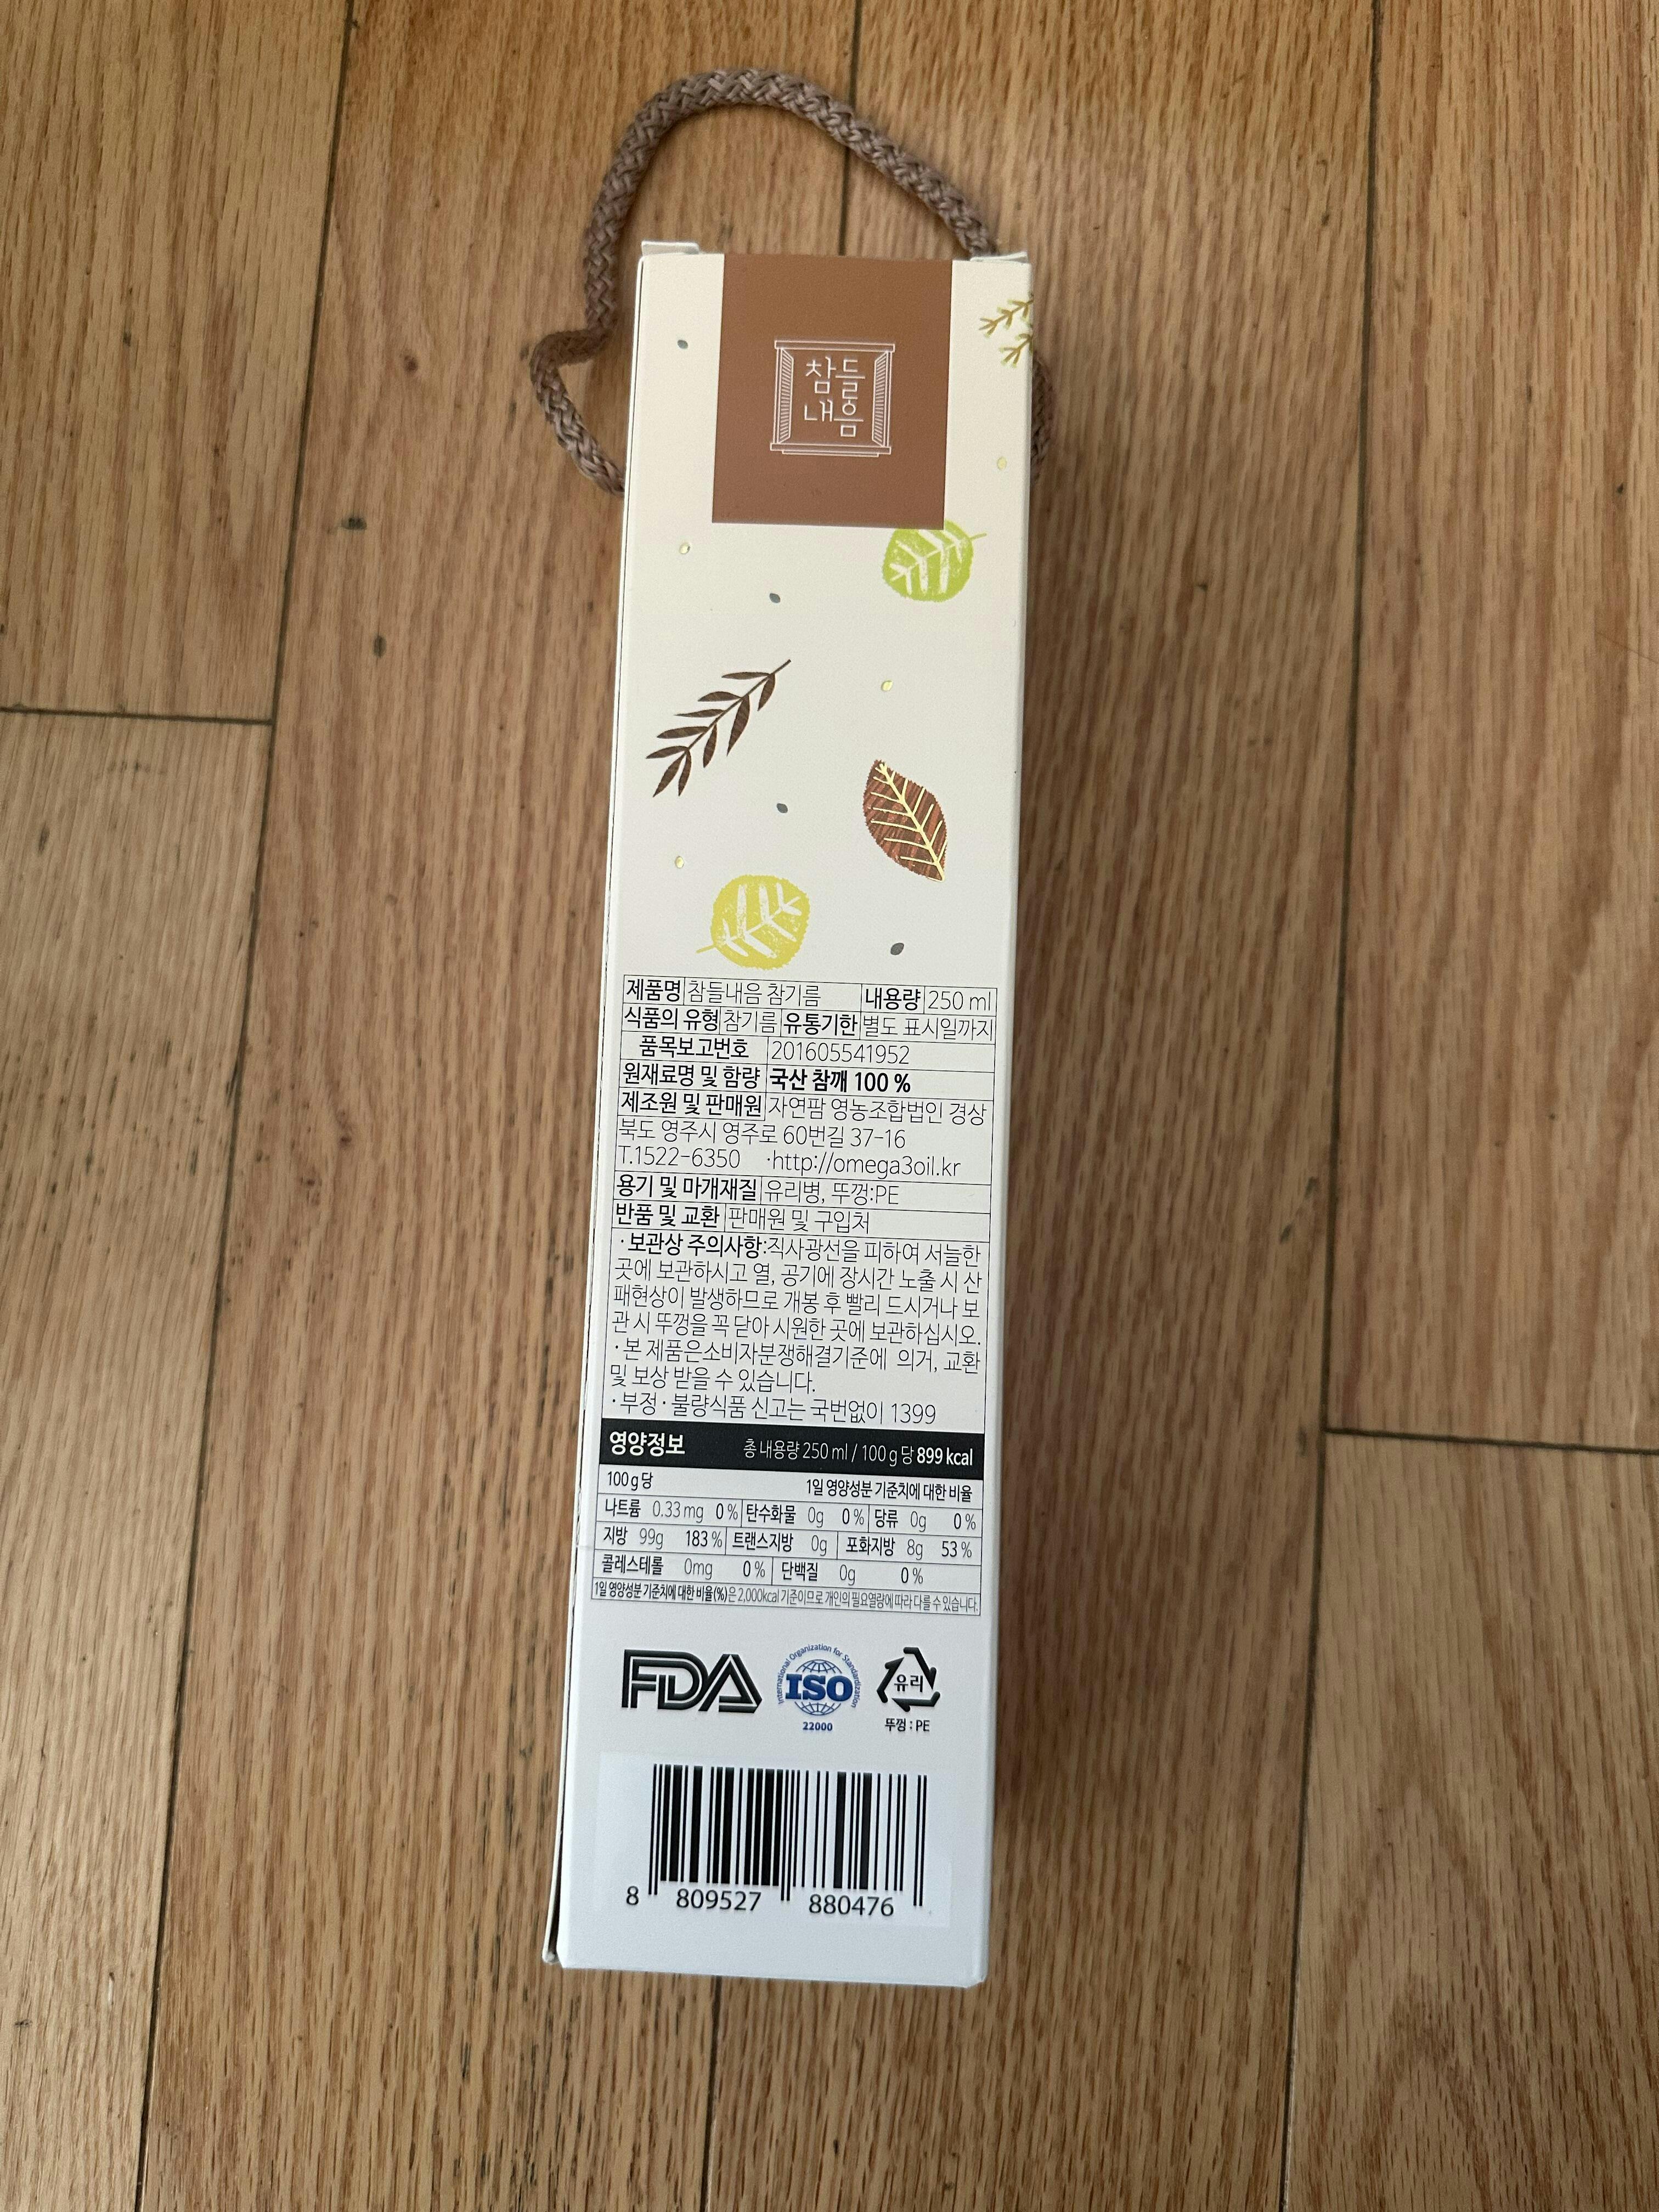 참들
내음
제품명 참들내음 참기름 내용량 250 ml
식품의 유형 참기름 유통기한 별도 표시일까지
품목보고번호 201605541952
원재료명 및 함량 국산 참깨 100 %
제조원 및 판매원 자연팜 영농조합법인 경상
북도 영주시 영주로 60번길 37-16
T.1522-6350 ·http://omega3oil.kr
용기 및 마개재질 유리병, 뚜껑:PE
반품 및 교환 판매원 및 구입처
·보관상 주의사항:직사광선을 피하여 서늘한
곳에 보관하시고 열, 공기에 장시간 노출 시 산
패현상이 발생하므로 개봉 후 빨리 드시거나 보
관 시 뚜껑을 꼭 닫아 시원한 곳에 보관하십시오.
·본 제품은소비자분쟁해결기준에 의거, 교환
및 보상 받을 수 있습니다.
·부정·불량식품 신고는 국번없이 1399
영양정보 총 내용량 250 ml / 100 g 당 899 kcal
100 g 당 1일 영양성분 기준치에 대한 비율
나트륨 0.33 mg 0 % 탄수화물 0g 0 % 당류 0g 0 %
지방 99g 183 % 트랜스지방 0g 포화지방 8g 53 %
콜레스테롤 0mg 0 % 단백질 0g 0 %
1일 영양성분 기준치에 대한 비율(%)은 2,000kcal 기준이므로 개인의 필요열량에 따라 다를 수 있습니다.
FDA
International Organization for Standardization
ISO
22000
유리
뚜껑 : PE
8 809527 880476